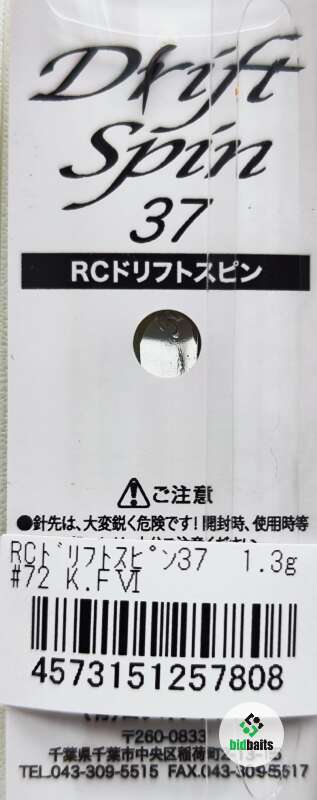 Drift
Spin
37
RCドリフトスピン
ご注意
●針先は、大変鋭く危険です!開封時、使用時等
RCﾄﾞﾘﾌﾄｽﾋﾟﾝ37 1.3g
#72 K.FⅥ
4573151257808
〒260-0833
千葉県千葉市中央区稲荷町2-13-
TEL.043-309-5515 FAX.043-309-5517
bidbaits